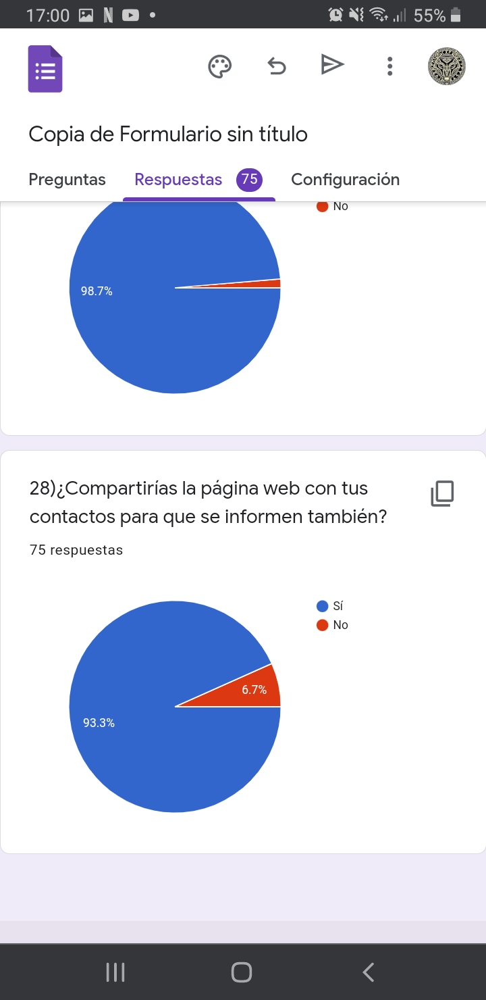 17:00
55%
Copia de Formulario sin título
Preguntas Respuestas 75 Configuración
No
98.7%
28)¿Compartirías la página web con tus
contactos para que se informen también?
75 respuestas
Sí
No
6.7%
93.3%